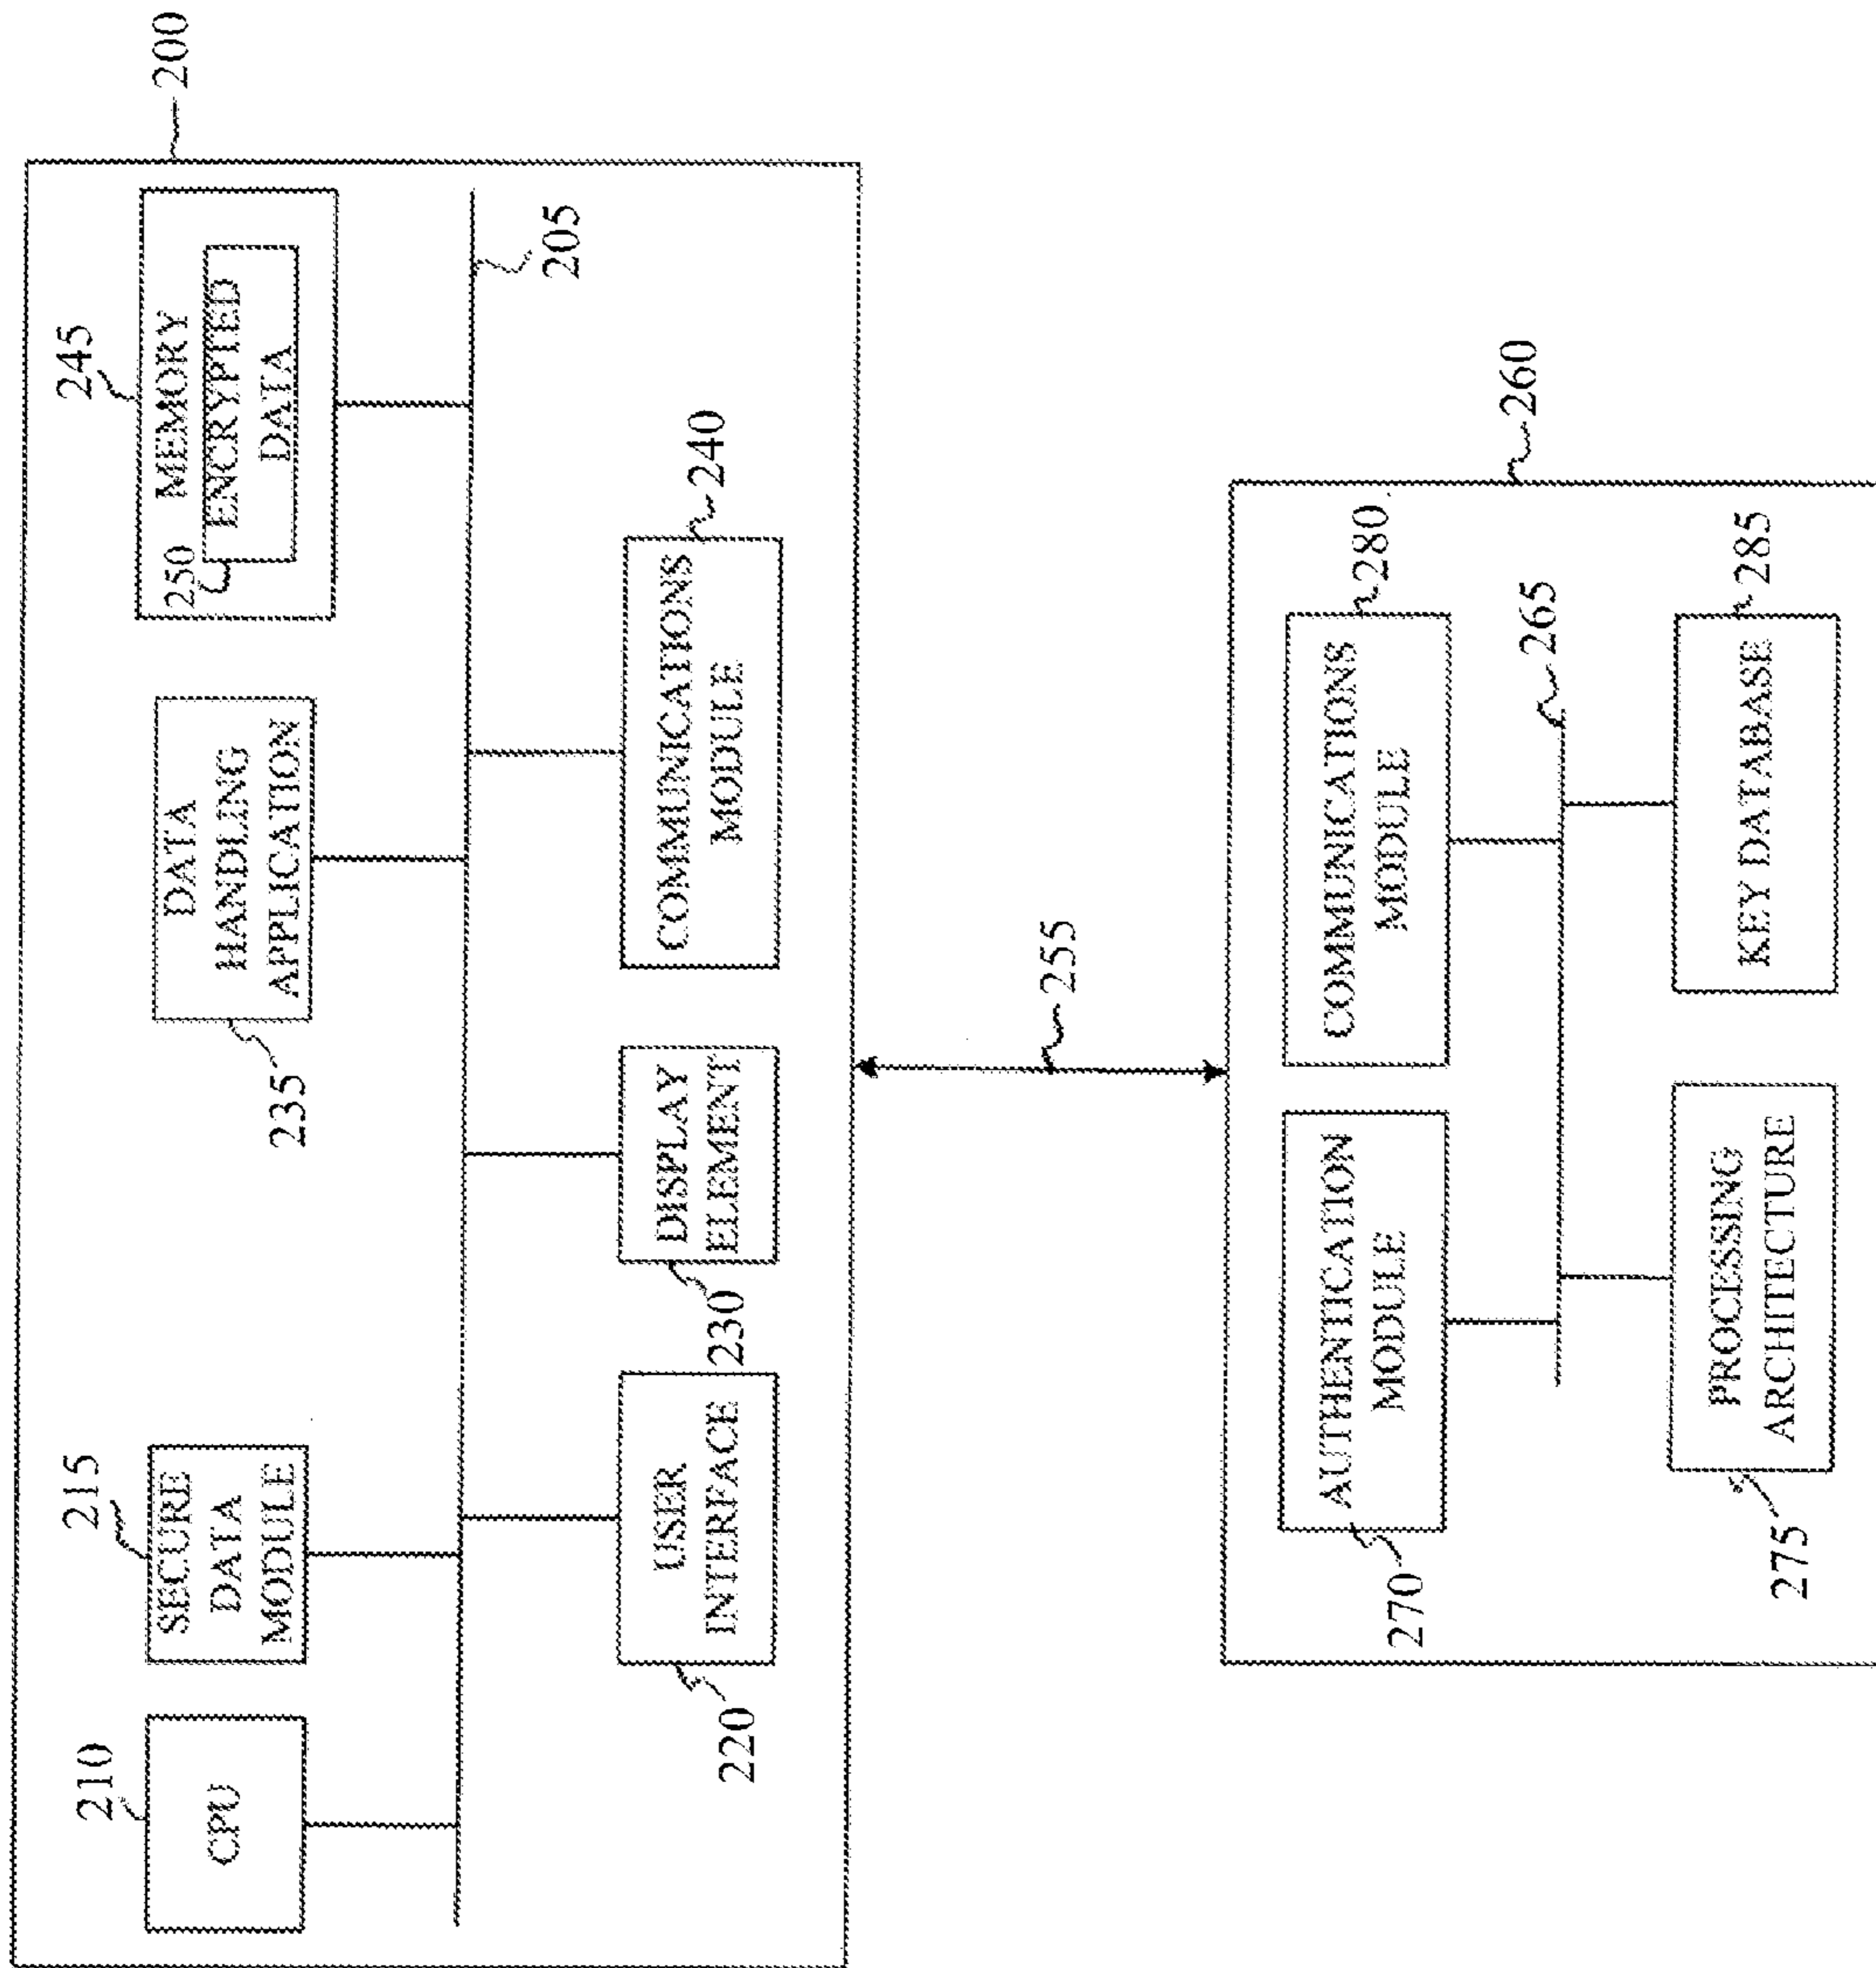 200
210
CPU
215
SECURE
DATA
MODULE
235
DATA
HANDLING
APPLICATION
245
MEMORY
250
ENCRYPTED
DATA
205
220
USER
INTERFACE
230
DISPLAY
ELEMENT
240
COMMUNICATIONS
MODULE
255
260
270
AUTHENTICATION
MODULE
280
COMMUNICATIONS
MODULE
265
275
PROCESSING
ARCHITECTURE
285
KEY DATABASE